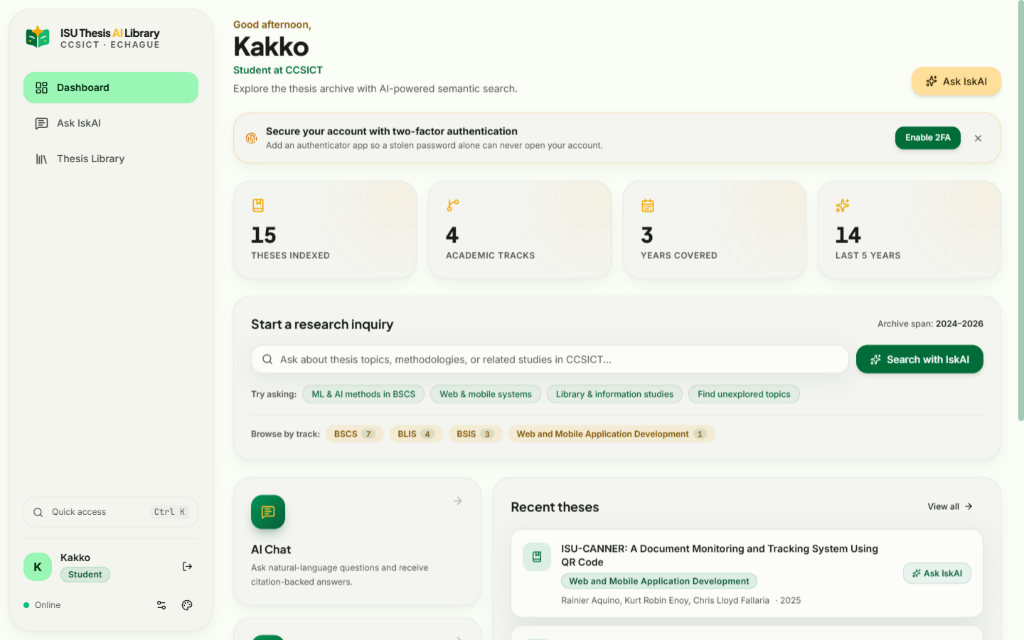 ISU Thesis AI Library
CCSICT · ECHAGUE
Dashboard
Ask IskAI
Thesis Library
Quick access
Ctrl K
K
Kakko
Student
Online
Good afternoon,
Kakko
Student at CCSICT
Explore the thesis archive with AI-powered semantic search.
Ask IskAI
Secure your account with two-factor authentication
Add an authenticator app so a stolen password alone can never open your account.
Enable 2FA
15
THESES INDEXED
4
ACADEMIC TRACKS
3
YEARS COVERED
14
LAST 5 YEARS
Start a research inquiry
Archive span: 2024–2026
Ask about thesis topics, methodologies, or related studies in CCSICT...
Search with IskAI
Try asking:
ML & AI methods in BSCS
Web & mobile systems
Library & information studies
Find unexplored topics
Browse by track:
BSCS 7
BLIS 4
BSIS 3
Web and Mobile Application Development 1
AI Chat
Ask natural-language questions and receive
citation-backed answers.
Recent theses
View all
ISU-CANNER: A Document Monitoring and Tracking System Using
QR Code
Web and Mobile Application Development
Rainier Aquino, Kurt Robin Enoy, Chris Lloyd Fallaria · 2025
Ask IskAI